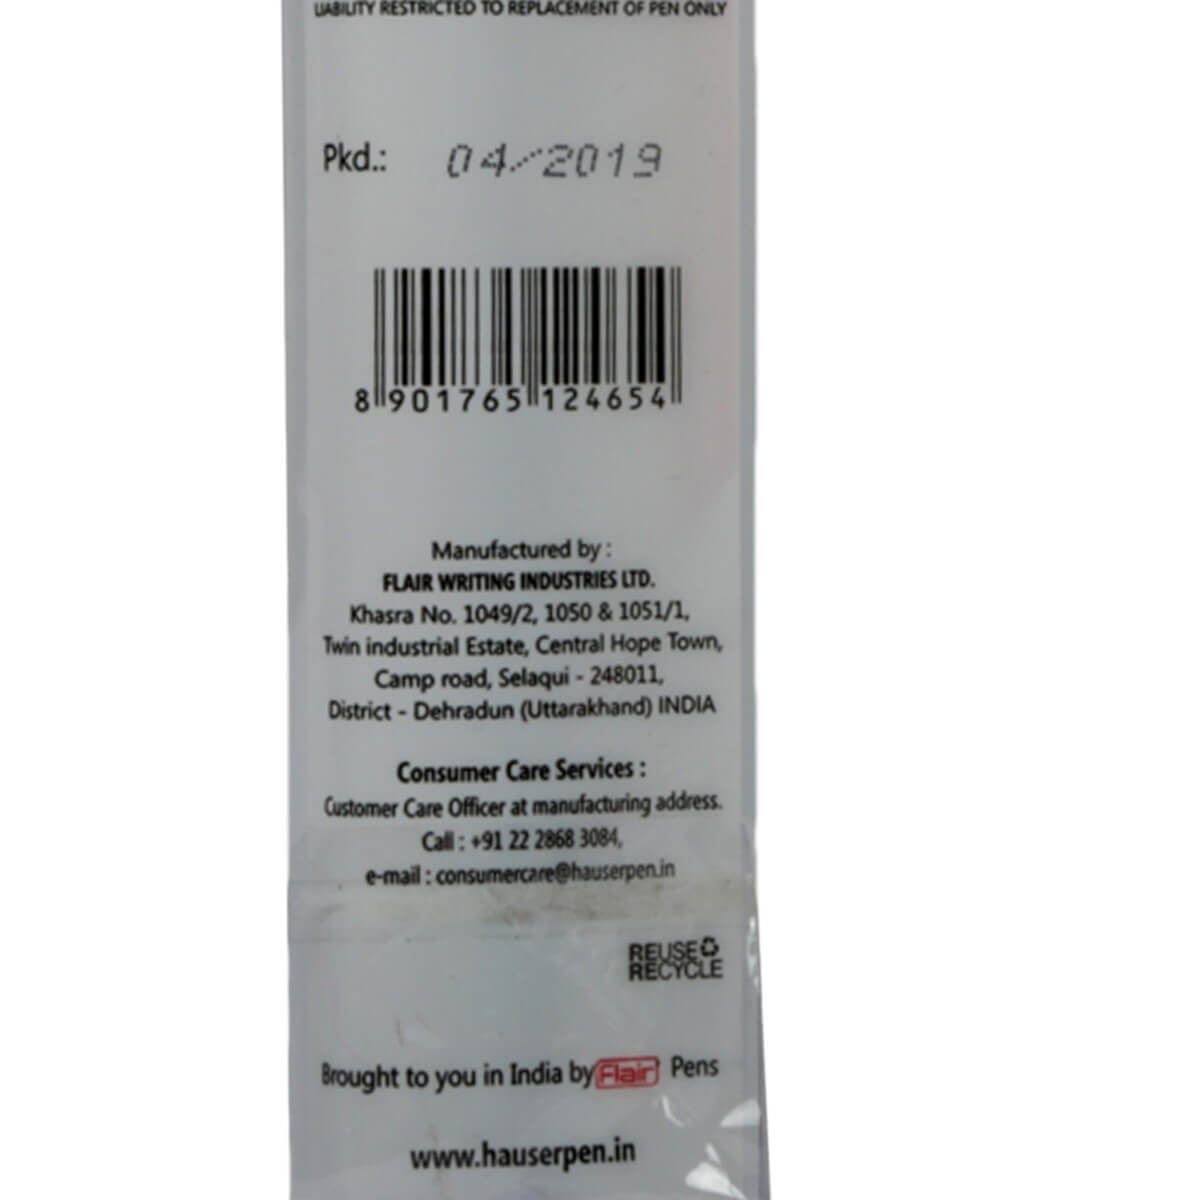 LIABILITY RESTRICTED TO REPLACEMENT OF PEN ONLY
Pkd.: 04/2019
8 901765 124654
Manufactured by :
FLAIR WRITING INDUSTRIES LTD.
Khasra No. 1049/2, 1050 & 1051/1,
Twin industrial Estate, Central Hope Town,
Camp road, Selaqui - 248011,
District - Dehradun (Uttarakhand) INDIA
Consumer Care Services :
Customer Care Officer at manufacturing address.
Call : +91 22 2868 3084,
e-mail : consumercare@hauserpen.in
REUSE
RECYCLE
Brought to you in India by Flair Pens
www.hauserpen.in